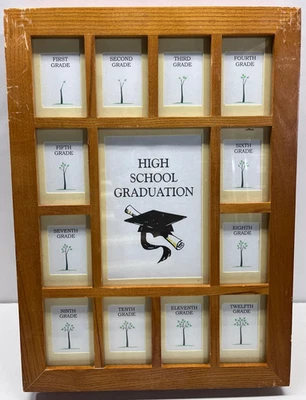 FIRST
GRADE
SECOND
GRADE
THIRD
GRADE
FOURTH
GRADE
FIFTH
GRADE
HIGH
SCHOOL
GRADUATION
SIXTH
GRADE
SEVENTH
GRADE
EIGHTH
GRADE
NINTH
GRADE
TENTH
GRADE
ELEVENTH
GRADE
TWELFTH
GRADE